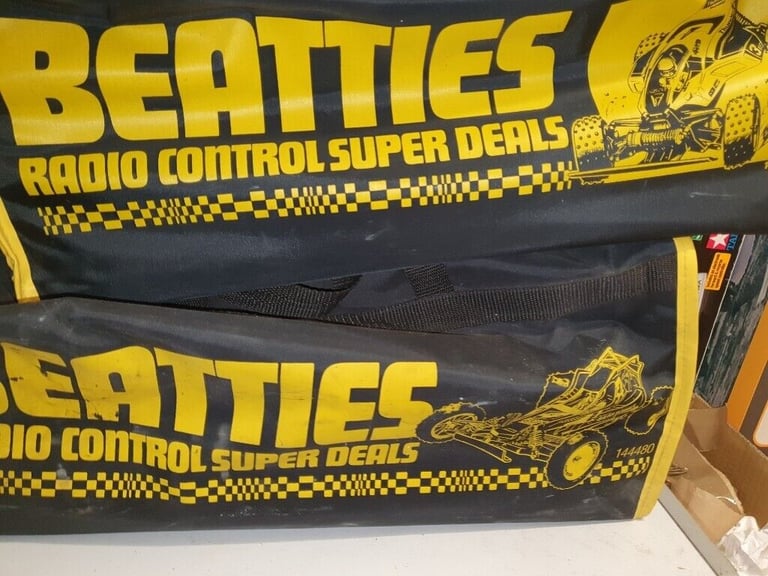 BEATTIES
RADIO CONTROL SUPER DEALS
BEATTIES
RADIO CONTROL SUPER DEALS
144480